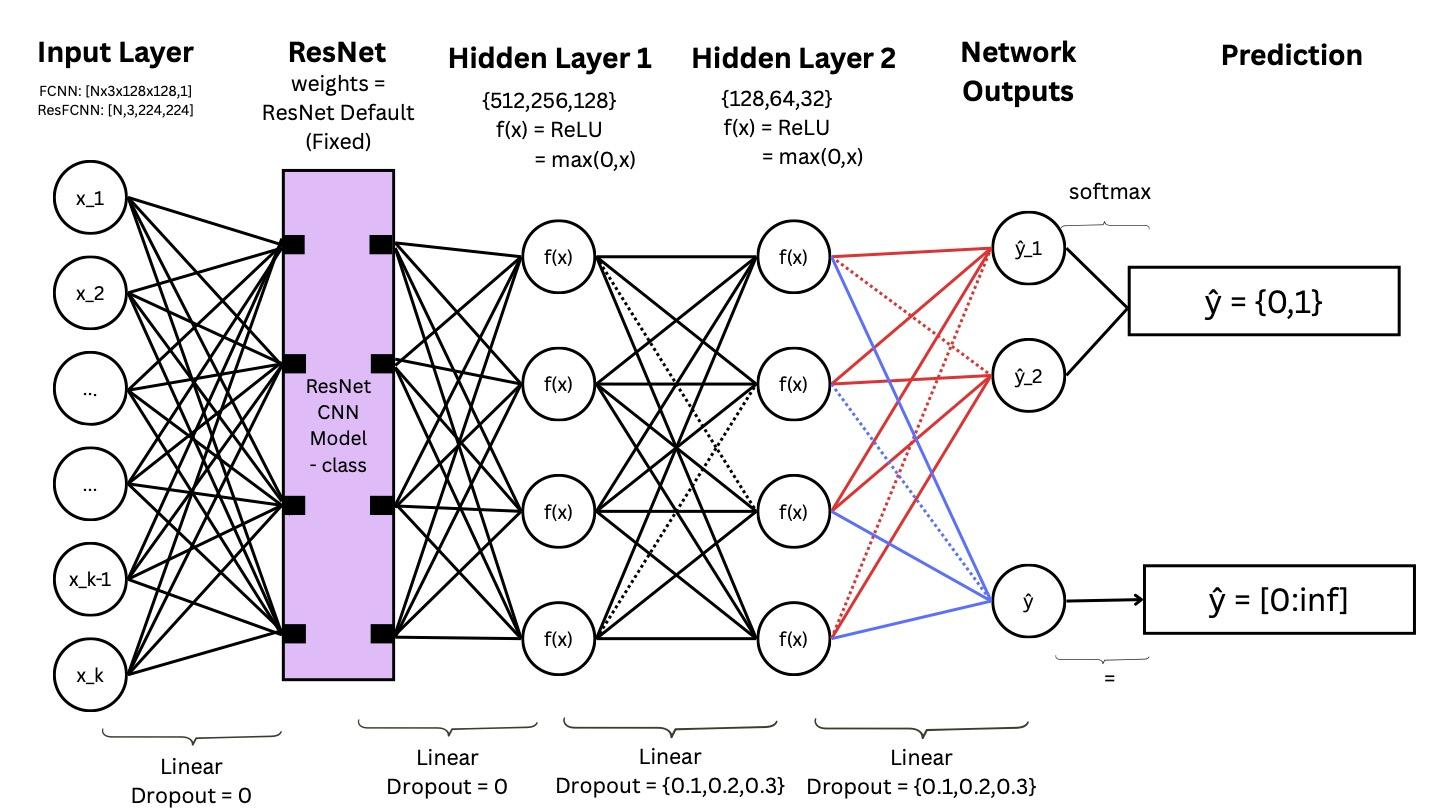 Input Layer
FCNN: [Nx3x128x128,1]
ResFCNN: [N,3,224,224]
ResNet
weights =
ResNet Default
(Fixed)
Hidden Layer 1
{512,256,128}
f(x) = ReLU
= max(0,x)
Hidden Layer 2
{128,64,32}
f(x) = ReLU
= max(0,x)
Network
Outputs
Prediction
x_1
x_2
...
...
x_k-1
x_k
ResNet
CNN
Model
- class
f(x)
f(x)
f(x)
f(x)
f(x)
f(x)
f(x)
f(x)
softmax
ŷ_1
ŷ_2
ŷ
ŷ = {0,1}
ŷ = [0:inf]
=
Linear
Dropout = 0
Linear
Dropout = 0
Linear
Dropout = {0.1,0.2,0.3}
Linear
Dropout = {0.1,0.2,0.3}